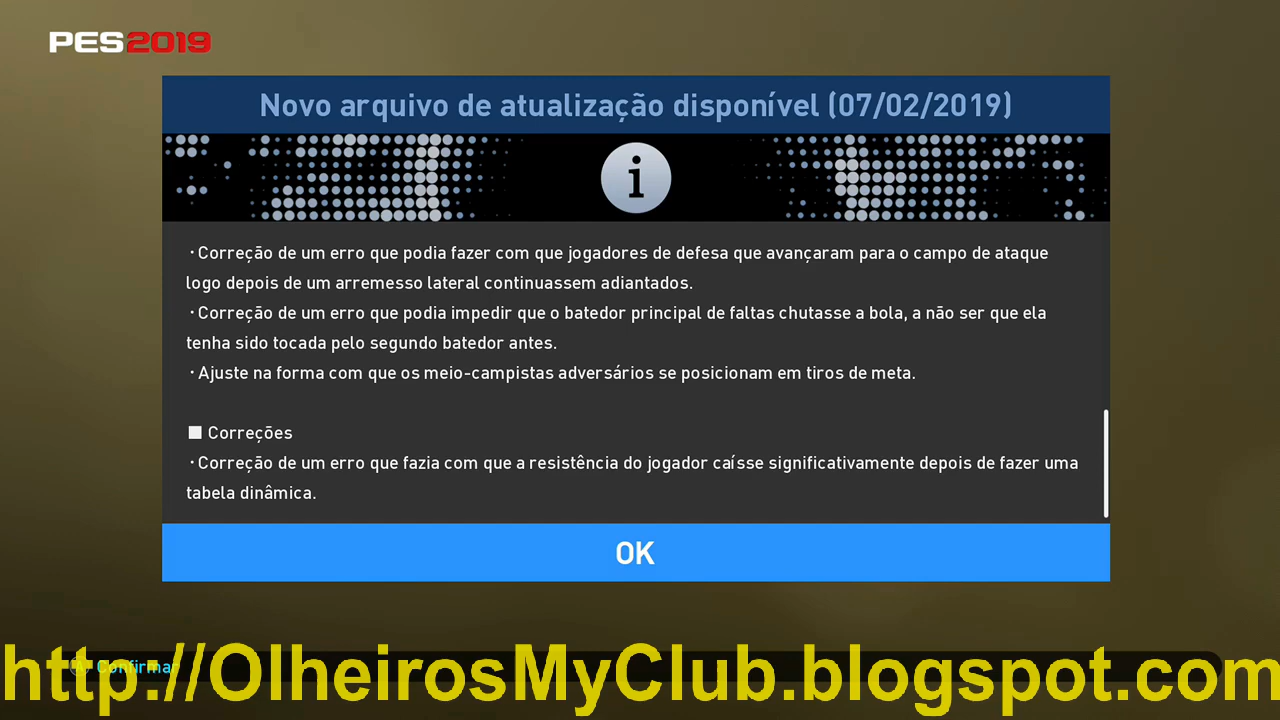 PES2019
Novo arquivo de atualização disponível (07/02/2019)
i
・Correção de um erro que podia fazer com que jogadores de defesa que avançaram para o campo de ataque
logo depois de um arremesso lateral continuassem adiantados.
・Correção de um erro que podia impedir que o batedor principal de faltas chutasse a bola, a não ser que ela
tenha sido tocada pelo segundo batedor antes.
・Ajuste na forma com que os meio-campistas adversários se posicionam em tiros de meta.
■ Correções
・Correção de um erro que fazia com que a resistência do jogador caísse significativamente depois de fazer uma
tabela dinâmica.
OK
Confirmar
http://OlheirosMyClub.blogspot.com